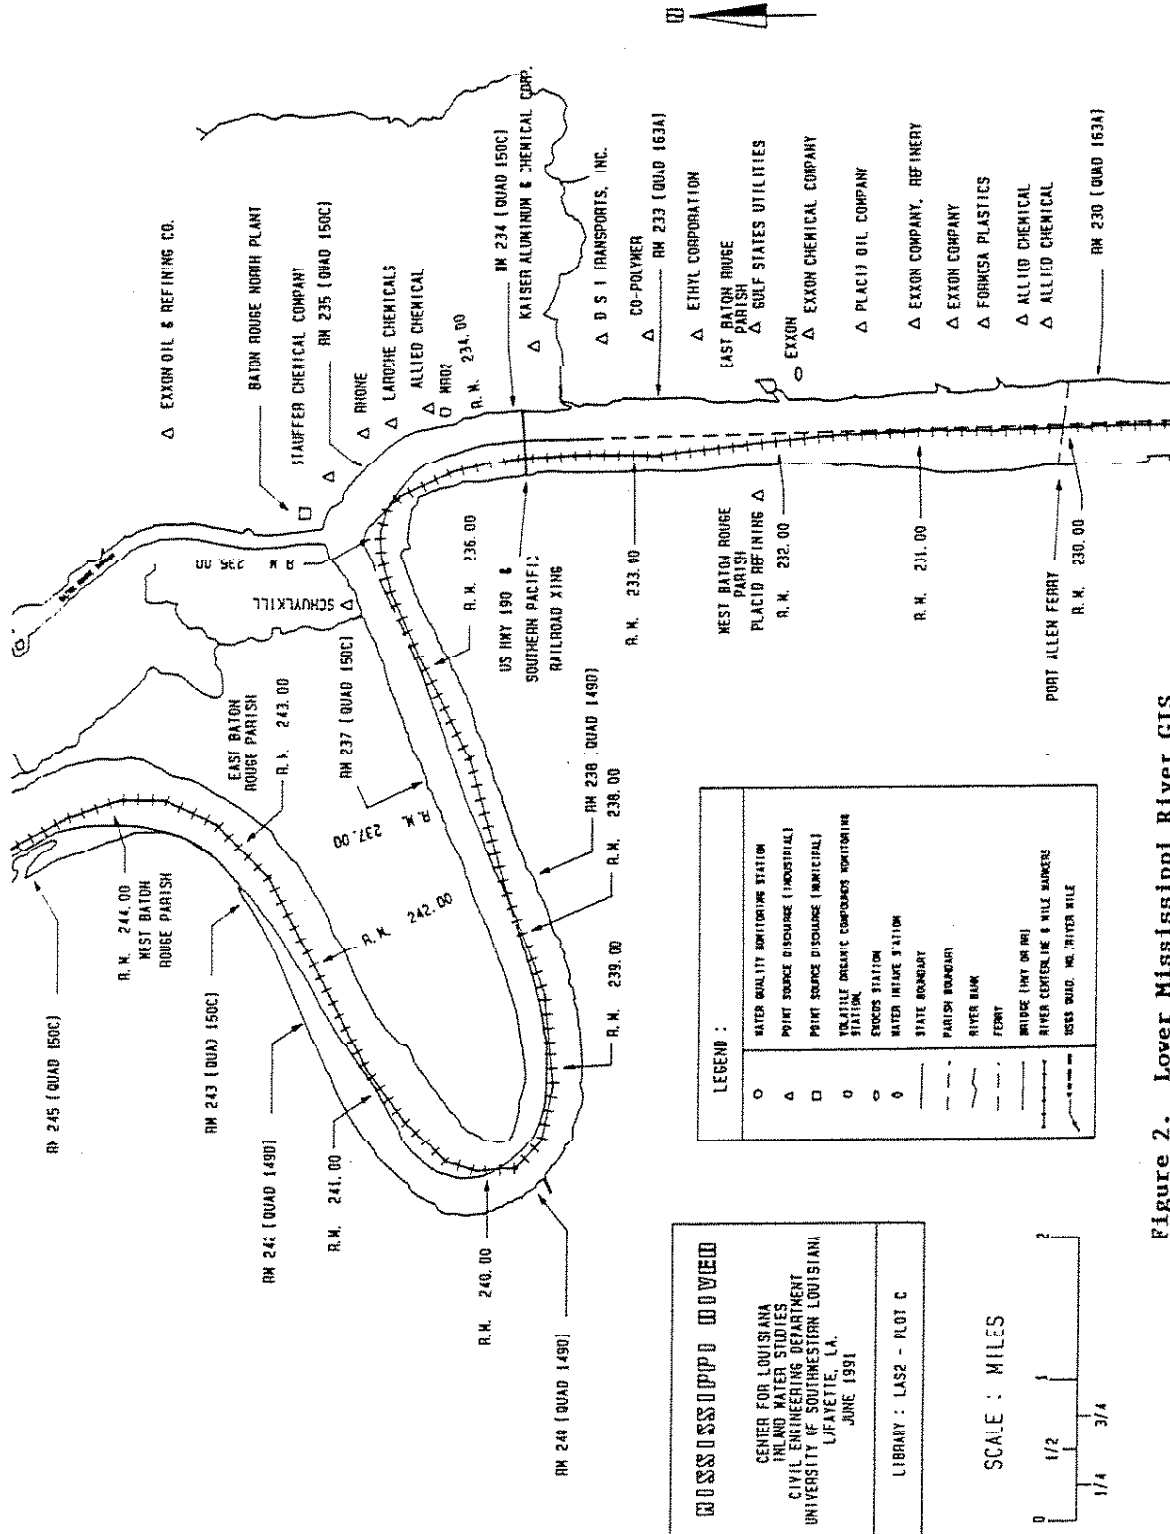 RM 245 [QUAD 150C]
R.M. 244.00
WEST BATON
ROUGE PARISH
RM 243 [QUAD 150C]
[QUAD 149D]
R.M. 241.00
R.M. 240.00
RM 240 [QUAD 149D]
EAST BATON
ROUGE PARISH
R.M. 243.00
R.M. 242.00
RM 237 [QUAD 150C]
R.M. 237.00
SCHUYLKILL
R M 236.00
R.M. 236.00
RM 238 [QUAD 149D]
R.M. 238.00
R.M. 239.00
EXXON OIL & REFINING CO.
BATON ROUGE NORTH PLANT
STAUFFER CHEMICAL COMPANY
RM 235 [QUAD 150C]
RHONE
LAROCHE CHEMICALS
ALLIED CHEMICAL
R.M. 234.00
RM 234 [QUAD 150C]
KAISER ALUMINUM & CHEMICAL CORP.
US HWY 190 &
SOUTHERN PACIFIC
RAILROAD XING
D S I TRANSPORTS, INC.
CO-POLYMER
RM 233 [QUAD 163A]
R.M. 233.00
ETHYL CORPORATION
EAST BATON ROUGE
PARISH
GULF STATES UTILITIES
EXXON
EXXON CHEMICAL COMPANY
WEST BATON ROUGE
PARISH
PLACID REFINING
R.M. 232.00
PLACID OIL COMPANY
EXXON COMPANY, REFINERY
R.M. 231.00
EXXON COMPANY
FORMOSA PLASTICS
ALLIED CHEMICAL
ALLIED CHEMICAL
PORT ALLEN FERRY
R.M. 230.00
RM 230 [QUAD 163A]
LEGEND :
WATER QUALITY MONITORING STATION
POINT SOURCE DISCHARGE [INDUSTRIAL]
POINT SOURCE DISCHARGE [MUNICIPAL]
VOLATILE ORGANIC COMPOUNDS MONITORING
STATION
EWOCDS STATION
WATER INTAKE STATION
STATE BOUNDARY
PARISH BOUNDARY
RIVER BANK
FERRY
BRIDGE [HWY OR RR]
RIVER CENTERLINE & MILE MARKERS
USGS QUAD. NO./RIVER MILE
MISSISSIPPI RIVER
CENTER FOR LOUISIANA
INLAND WATER STUDIES
CIVIL ENGINEERING DEPARTMENT
UNIVERSITY OF SOUTHWESTERN LOUISIANA
LAFAYETTE, LA.
JUNE 1991
LIBRARY : LAS2 - PLOT C
SCALE : MILES
0 1/4 1/2 3/4 1 2
Figure 2. Lower Mississippi River GIS